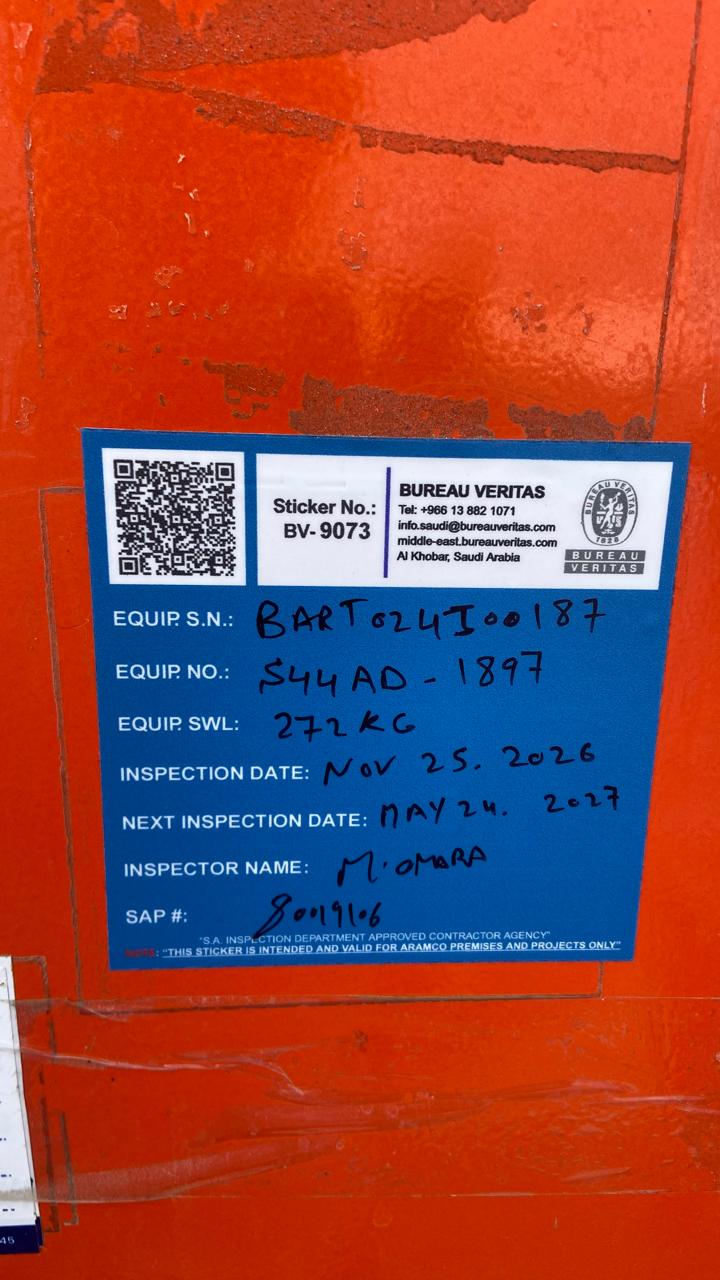 Sticker No.:
BV- 9073
BUREAU VERITAS
Tel: +966 13 882 1071
info.saudi@bureauveritas.com
middle-east.bureauveritas.com
Al Khobar, Saudi Arabia
BUREAU VERITAS
1828
BUREAU
VERITAS
EQUIP. S.N.: BART024I00187
EQUIP. NO.: S44AD - 1897
EQUIP. SWL: 272KG
INSPECTION DATE: NOV 25. 2026
NEXT INSPECTION DATE: MAY 24. 2027
INSPECTOR NAME: M. OMARA
SAP #: 80019106
"S.A. INSPECTION DEPARTMENT APPROVED CONTRACTOR AGENCY"
NOTE: "THIS STICKER IS INTENDED AND VALID FOR ARAMCO PREMISES AND PROJECTS ONLY"
45